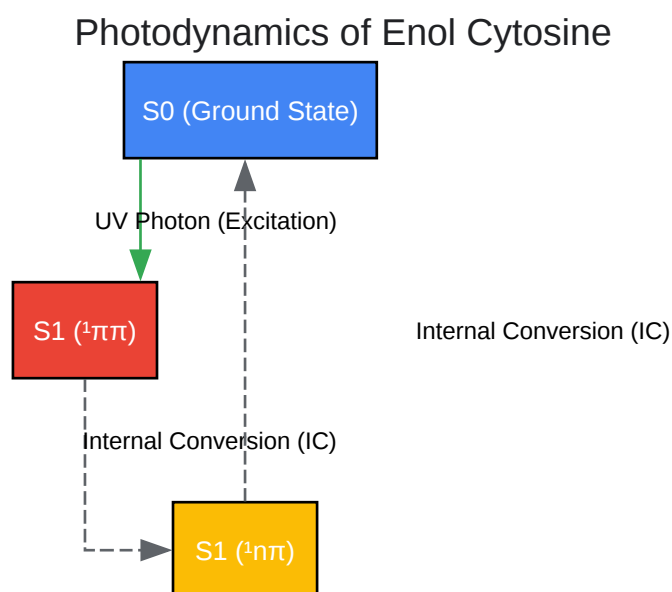 Photodynamics of Enol Cytosine
S0 (Ground State)
UV Photon (Excitation)
S1 (¹ππ)
Internal Conversion (IC)
Internal Conversion (IC)
S1 (¹nπ)